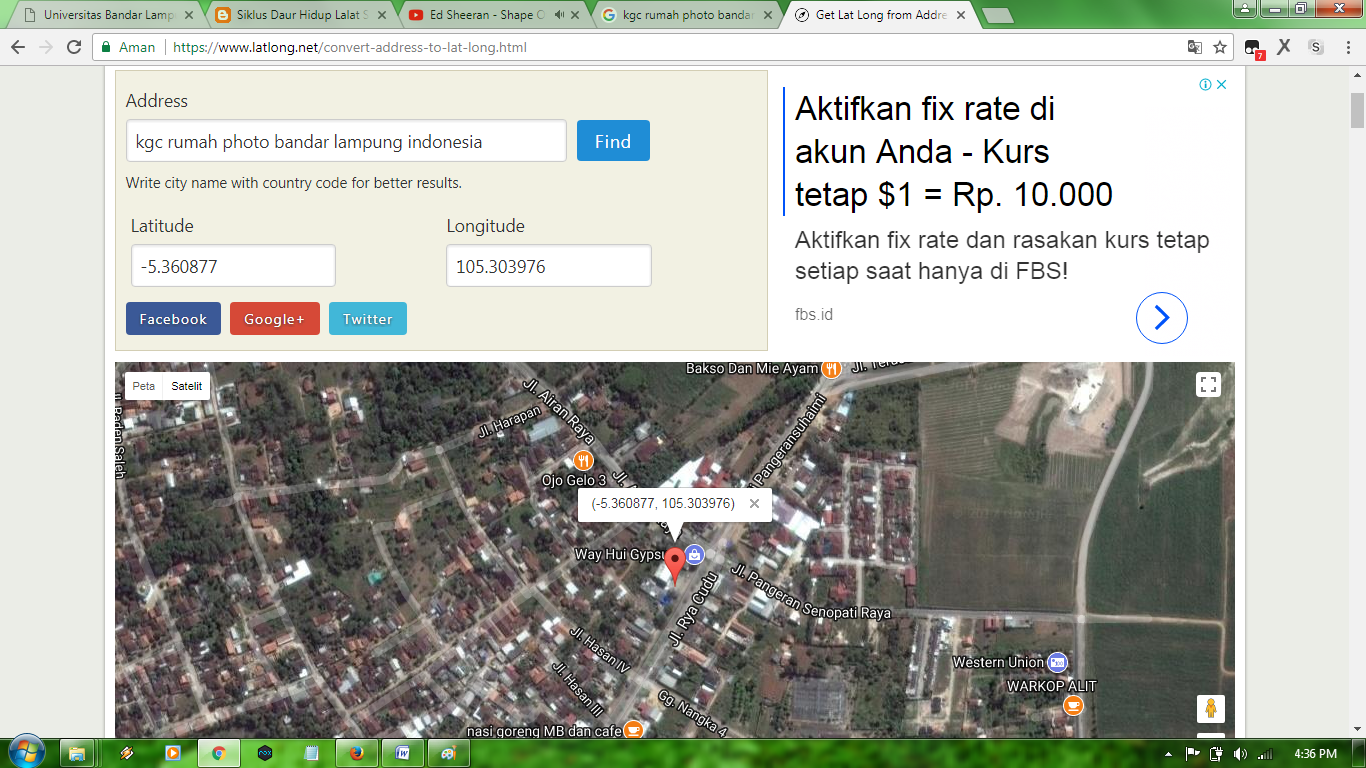 Universitas Bandar Lamp
Siklus Daur Hidup Lalat S
Ed Sheeran - Shape O
kgc rumah photo bandar
Get Lat Long from Addre
Aman
https://www.latlong.net/convert-address-to-lat-long.html
7
Address
kgc rumah photo bandar lampung indonesia
Find
Write city name with country code for better results.
Latitude
Longitude
-5.360877
105.303976
Facebook
Google+
Twitter
Aktifkan fix rate di
akun Anda - Kurs
tetap $1 = Rp. 10.000
Aktifkan fix rate dan rasakan kurs tetap
setiap saat hanya di FBS!
fbs.id
Peta
Satelit
Bakso Dan Mie Ayam
Jl. Airan Raya
Jl. Harapan
Jl. Raden Saleh
Pangeransuhaimi
Ojo Gelo 3
(-5.360877, 105.303976)
Way Hui Gypsu
Jl. Rya Cudu
Jl. Pangeran Senopati Raya
Jl. Hasan IV
Jl. Hasan III
Western Union
WARKOP ALIT
Gg. Nangka 4
nasi goreng MB dan cafe
4:36 PM